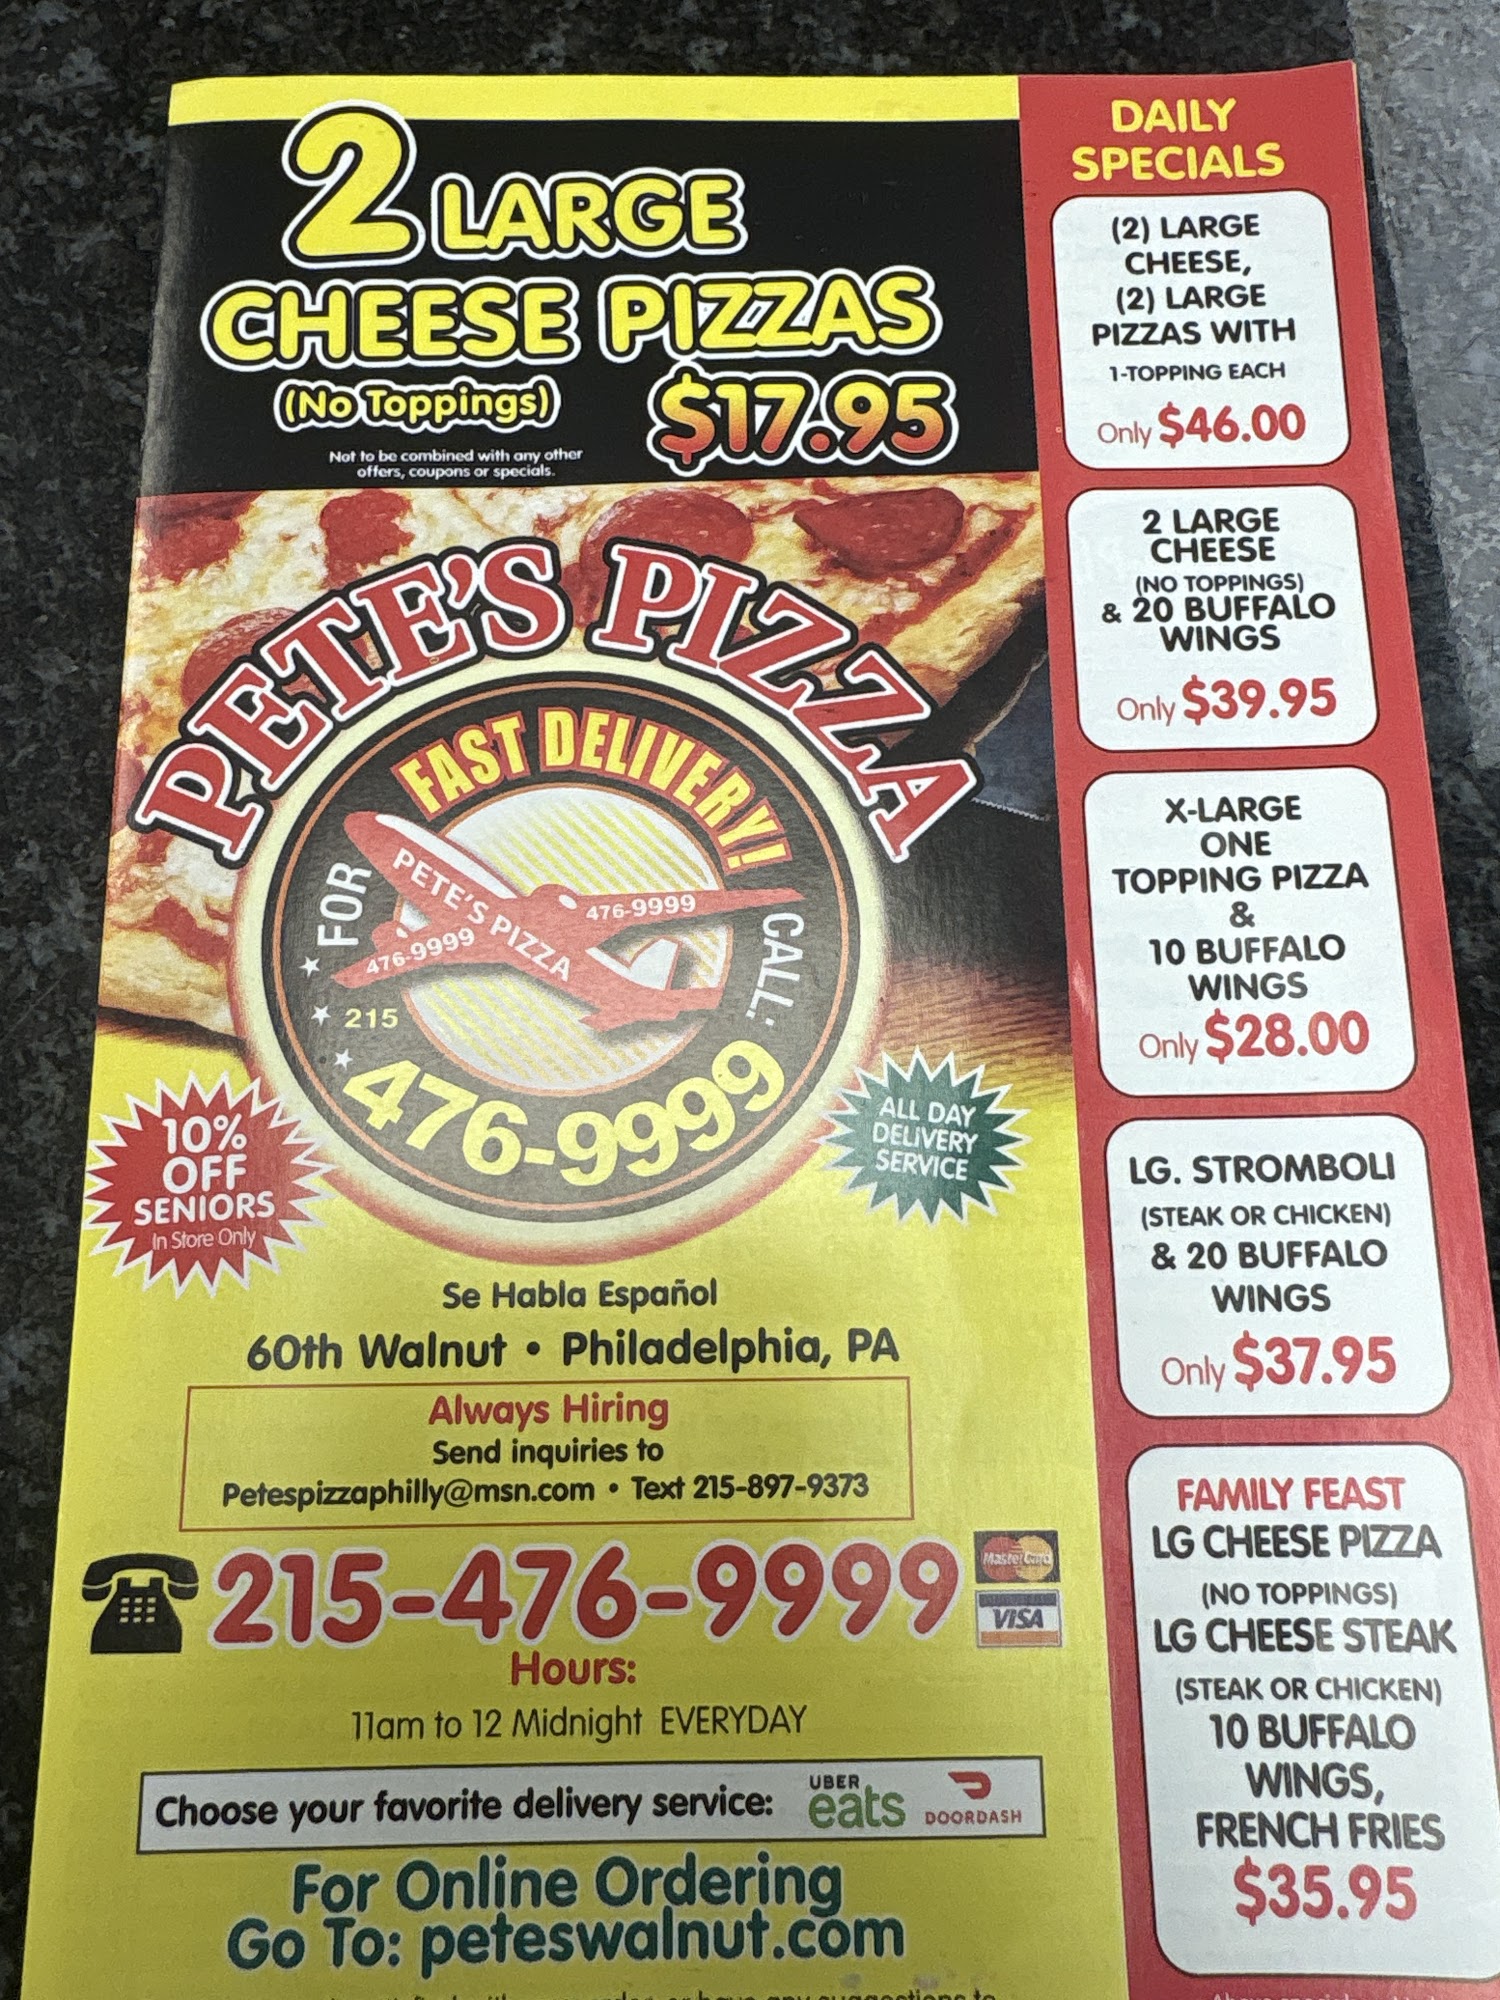 2 LARGE
CHEESE PIZZAS
(No Toppings) $17.95
Not to be combined with any other
offers, coupons or specials.
PETE'S PIZZA
FAST DELIVERY!
FOR
CALL:
PETE'S PIZZA
476-9999
476-9999
215
476-9999
10%
OFF
SENIORS
In Store Only
ALL DAY
DELIVERY
SERVICE
Se Habla Español
60th Walnut • Philadelphia, PA
Always Hiring
Send inquiries to
Petespizzaphilly@msn.com • Text 215-897-9373
215-476-9999
MasterCard
VISA
Hours:
11am to 12 Midnight EVERYDAY
Choose your favorite delivery service:
UBER
eats
DOORDASH
For Online Ordering
Go To: peteswalnut.com
DAILY
SPECIALS
(2) LARGE
CHEESE,
(2) LARGE
PIZZAS WITH
1-TOPPING EACH
Only $46.00
2 LARGE
CHEESE
(NO TOPPINGS)
& 20 BUFFALO
WINGS
Only $39.95
X-LARGE
ONE
TOPPING PIZZA
&
10 BUFFALO
WINGS
Only $28.00
LG. STROMBOLI
(STEAK OR CHICKEN)
& 20 BUFFALO
WINGS
Only $37.95
FAMILY FEAST
LG CHEESE PIZZA
(NO TOPPINGS)
LG CHEESE STEAK
(STEAK OR CHICKEN)
10 BUFFALO
WINGS,
FRENCH FRIES
$35.95